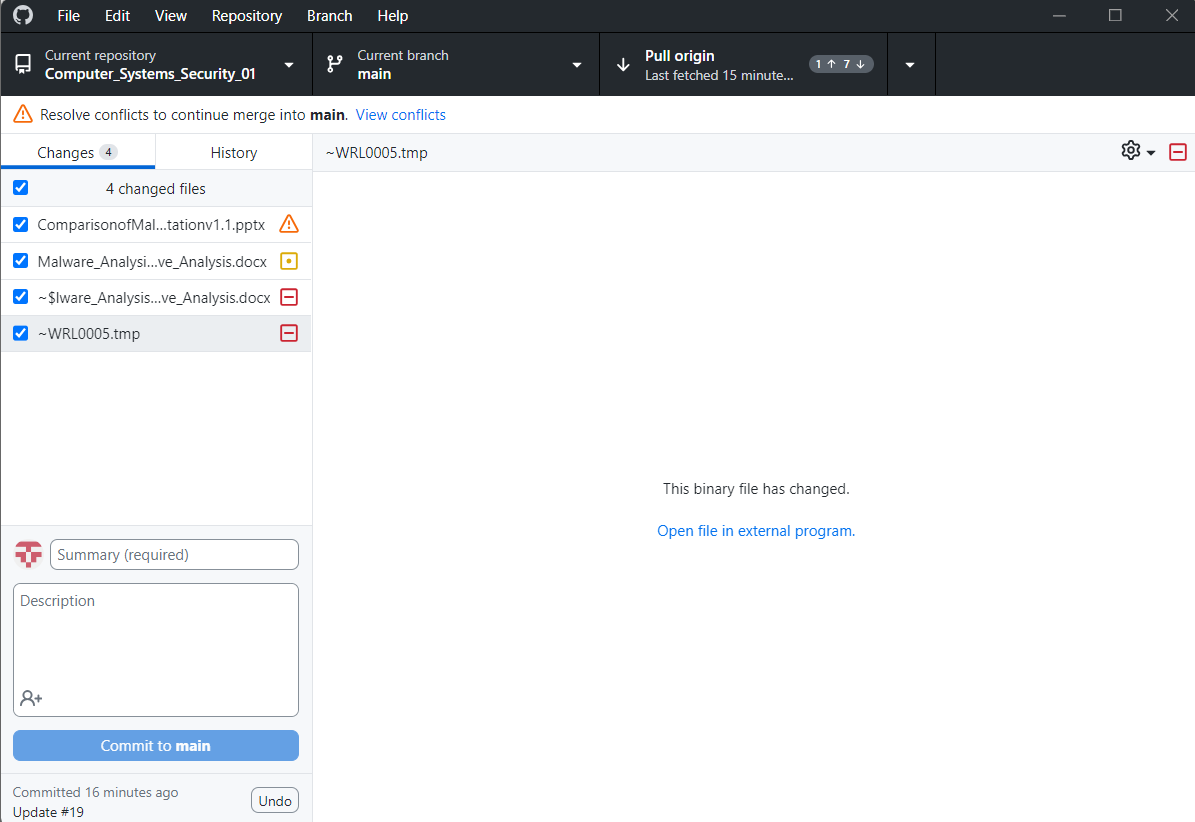 File Edit View Repository Branch Help
Current repository
Computer_Systems_Security_01
Current branch
main
Pull origin
Last fetched 15 minute...
1 ↑ 7 ↓
Resolve conflicts to continue merge into main. View conflicts
Changes 4
History
~WRL0005.tmp
4 changed files
ComparisonofMal...tationv1.1.pptx
Malware_Analysi...ve_Analysis.docx
~$lware_Analysis...ve_Analysis.docx
~WRL0005.tmp
This binary file has changed.
Open file in external program.
Summary (required)
Description
Commit to main
Committed 16 minutes ago
Update #19
Undo